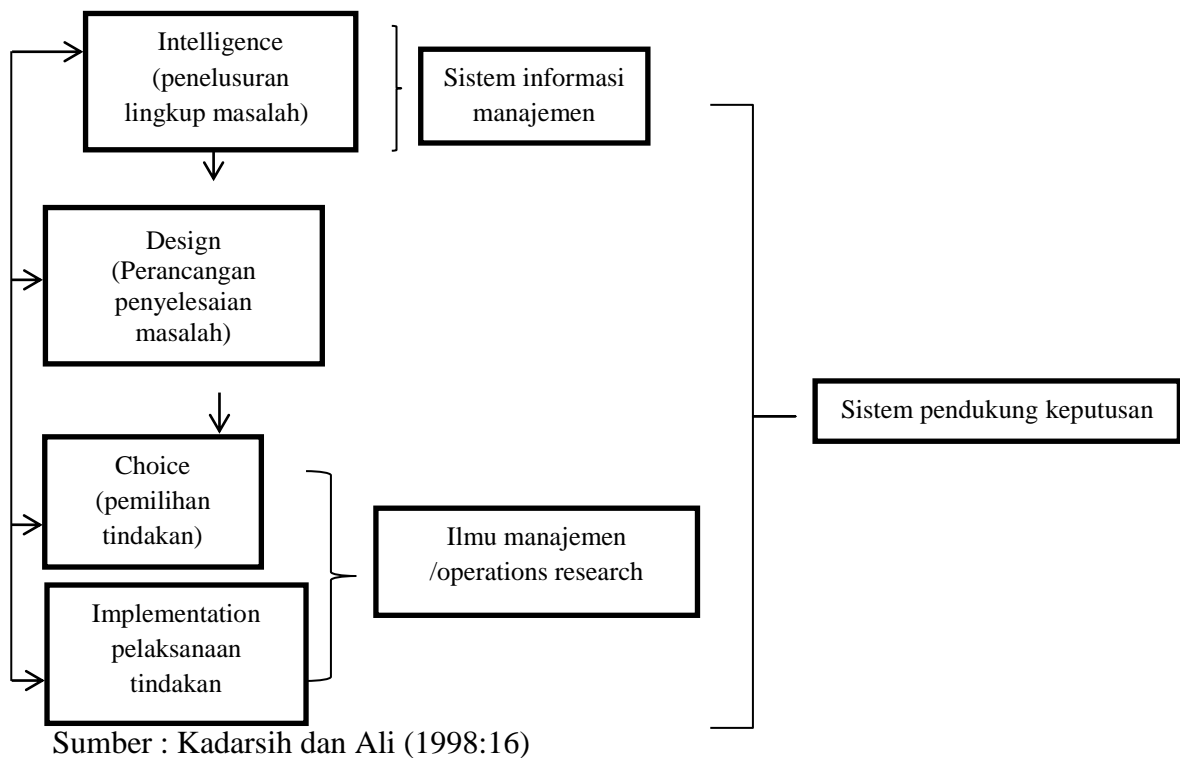 Intelligence
(penelusuran
lingkup masalah)
Sistem informasi
manajemen
Design
(Perancangan
penyelesaian
masalah)
Sistem pendukung keputusan
Choice
(pemilihan
tindakan)
Ilmu manajemen
/operations research
Implementation
pelaksanaan
tindakan
Sumber : Kadarsih dan Ali (1998:16)